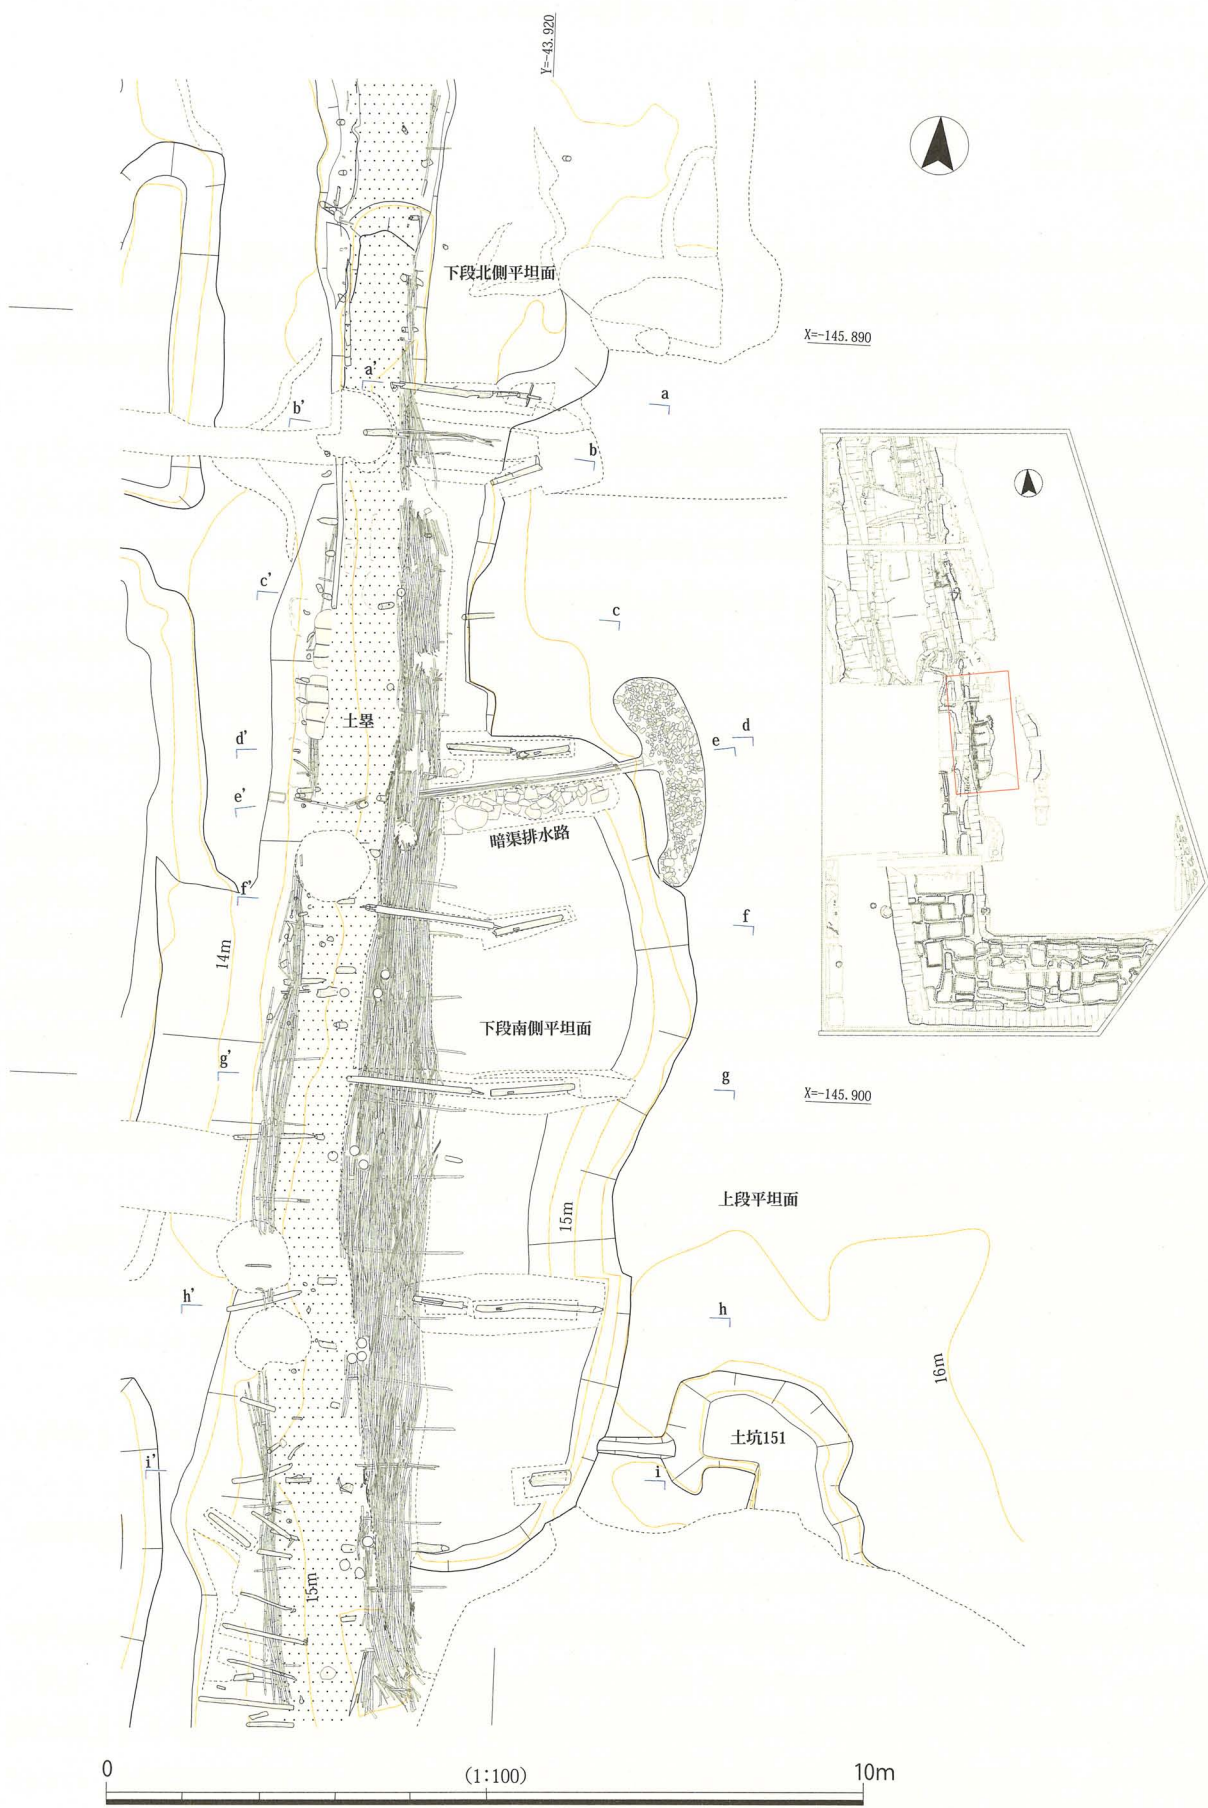 Y=-43.920
下段北側平坦面
X=-145.890
a'
a
b'
b
c'
c
土塁
d'
d
e
e'
暗渠排水路
f'
f
14m
下段南側平坦面
g'
g
X=-145.900
上段平坦面
15m
h'
h
16m
土坑151
i'
i
15m
0
(1:100)
10m